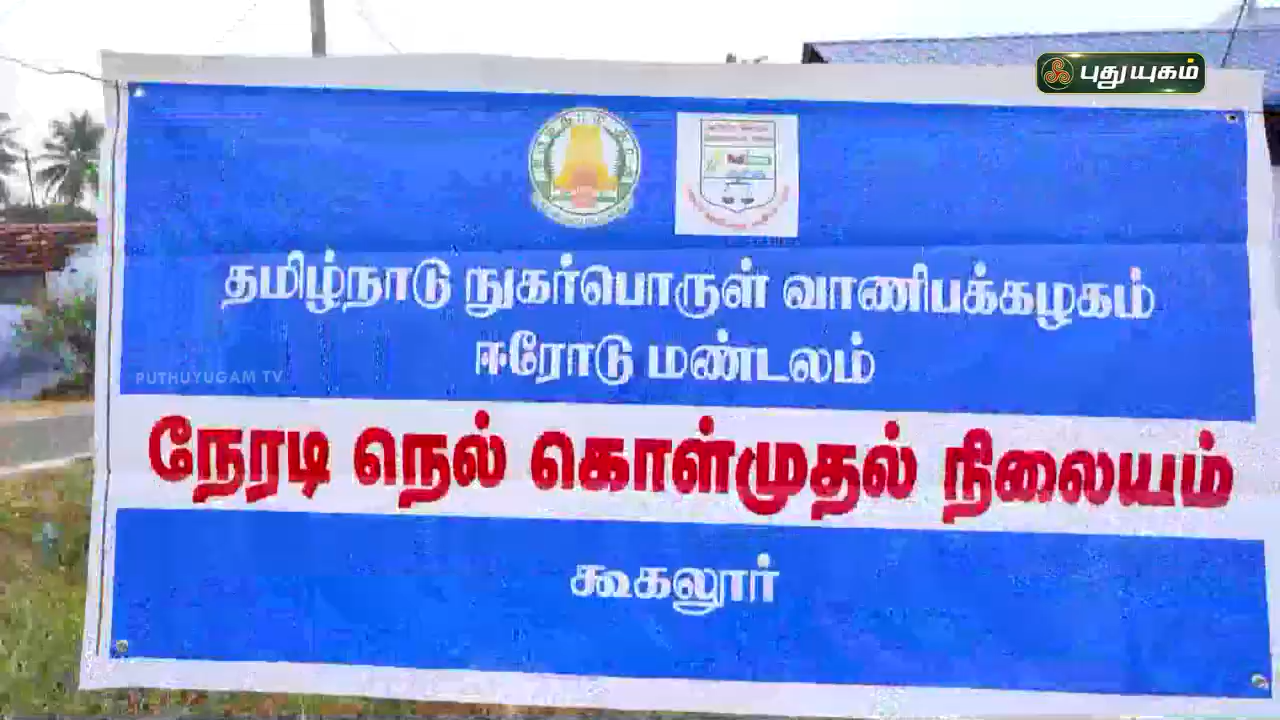 புதுயுகம்
தமிழ்நாடு நுகர்பொருள் வாணிபக்கழகம்
ஈரோடு மண்டலம்
PUTHUYUGAM TV
நேரடி நெல் கொள்முதல் நிலையம்
கூகலூர்